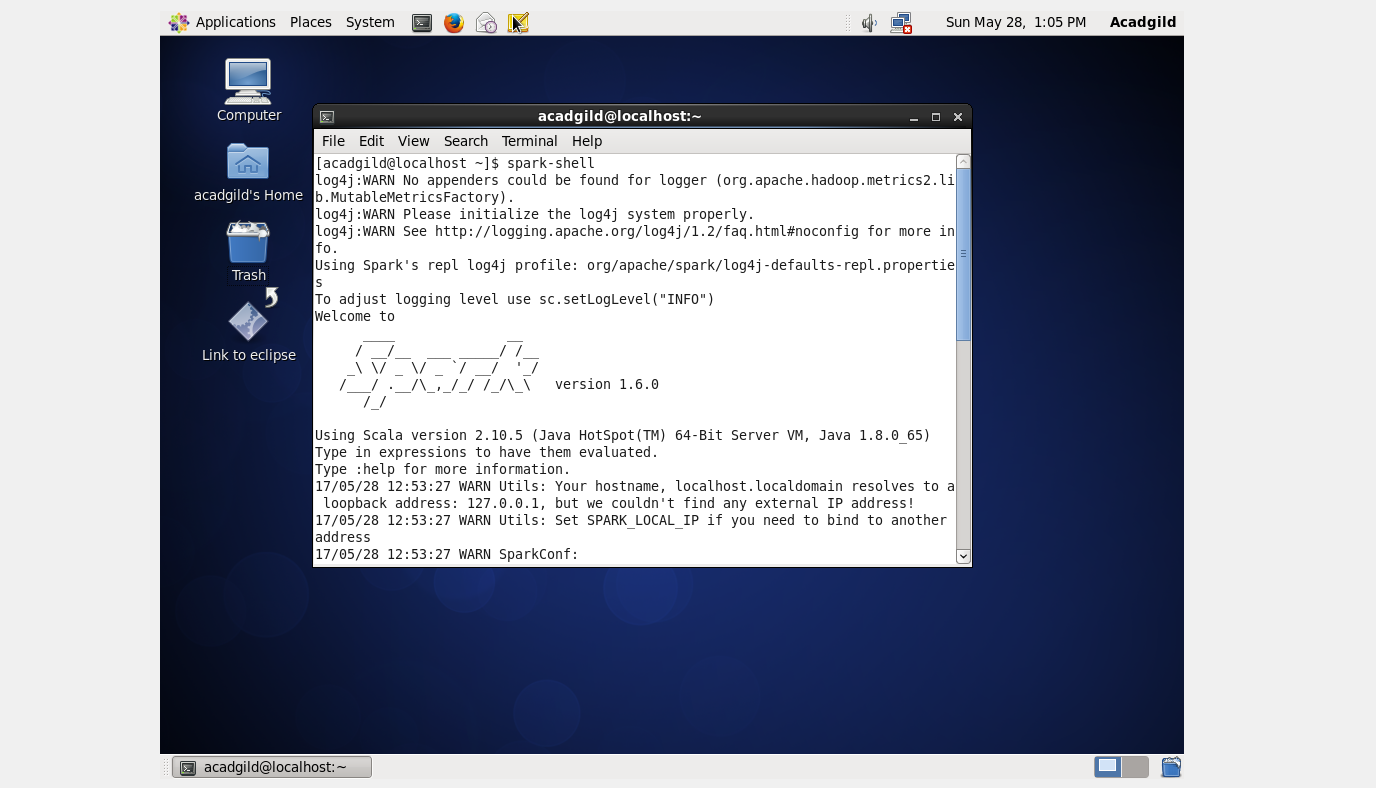 Applications Places System Sun May 28, 1:05 PM Acadgild
Computer
acadgild's Home
Trash
Link to eclipse
acadgild@localhost:~
File Edit View Search Terminal Help
[acadgild@localhost ~]$ spark-shell
log4j:WARN No appenders could be found for logger (org.apache.hadoop.metrics2.li
b.MutableMetricsFactory).
log4j:WARN Please initialize the log4j system properly.
log4j:WARN See http://logging.apache.org/log4j/1.2/faq.html#noconfig for more in
fo.
Using Spark's repl log4j profile: org/apache/spark/log4j-defaults-repl.propertie
s
To adjust logging level use sc.setLogLevel("INFO")
Welcome to
      ____              __
     / __/__  ___ _____/ /__
    _\ \/ _ \/ _ `/ __/  '_/
   /___/ .__/\_,_/_/ /_/\_\   version 1.6.0
      /_/
Using Scala version 2.10.5 (Java HotSpot(TM) 64-Bit Server VM, Java 1.8.0_65)
Type in expressions to have them evaluated.
Type :help for more information.
17/05/28 12:53:27 WARN Utils: Your hostname, localhost.localdomain resolves to a
 loopback address: 127.0.0.1, but we couldn't find any external IP address!
17/05/28 12:53:27 WARN Utils: Set SPARK_LOCAL_IP if you need to bind to another
address
17/05/28 12:53:27 WARN SparkConf:
acadgild@localhost:~